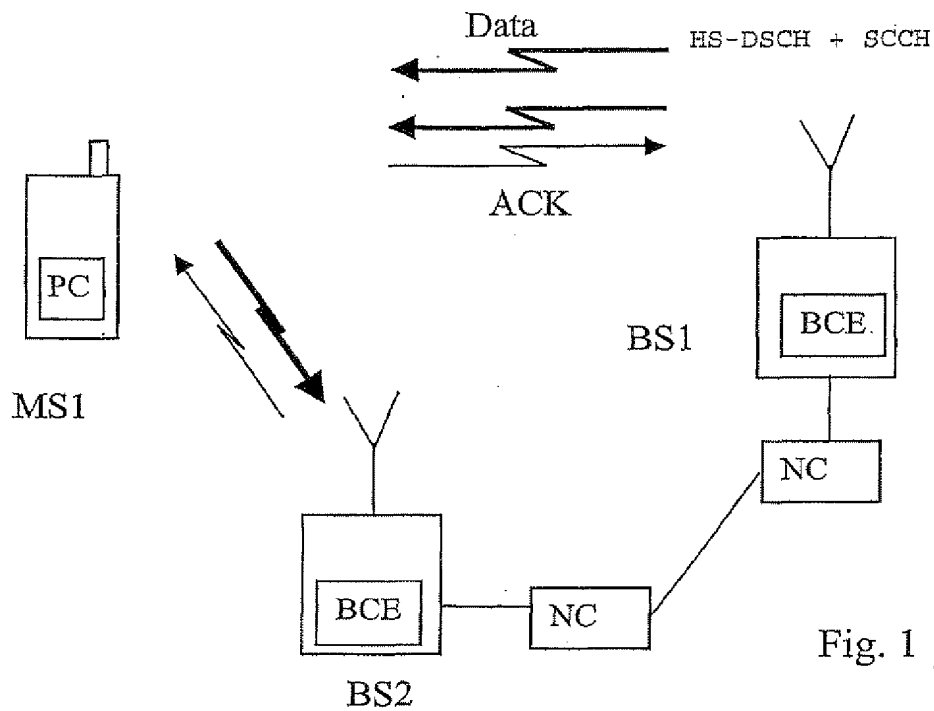 Data
HS-DSCH + SCCH
ACK
PC
MS1
BS1
BCE
NC
BCE
NC
BS2
Fig. 1